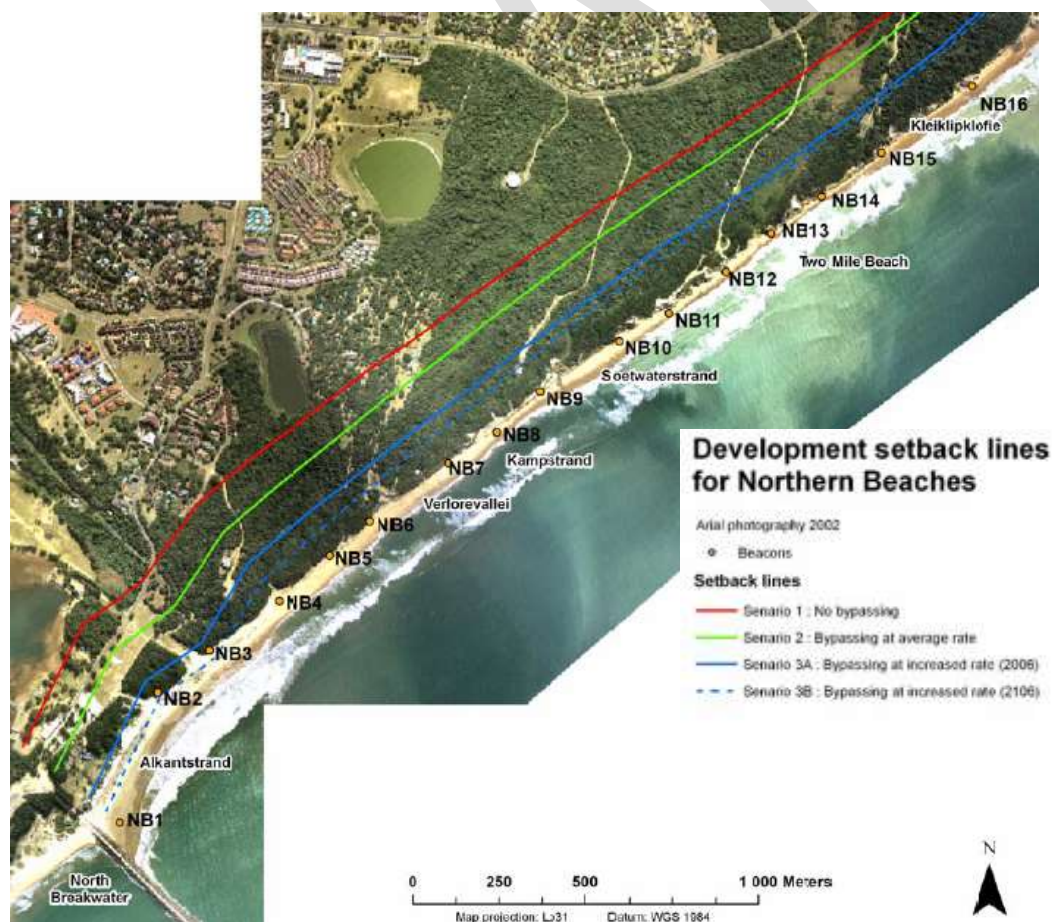 NB16
Kleiklipklofie
NB15
NB14
NB13
Two Mile Beach
NB12
NB11
NB10
Soetwaterstrand
NB9
NB8
Kampstrand
NB7
Verlorevallei
NB6
NB5
NB4
NB3
NB2
Alkantstrand
NB1
North
Breakwater
Development setback lines
for Northern Beaches
Arial photography 2002
Beacons
Setback lines
Senario 1 : No bypassing
Senario 2 : Bypassing at average rate
Senario 3A : Bypassing at increased rate (2006)
Senario 3B : Bypassing at increased rate (2106)
N
0 250 500 1 000 Meters
Map projection: Lo31 Datum: WGS 1984